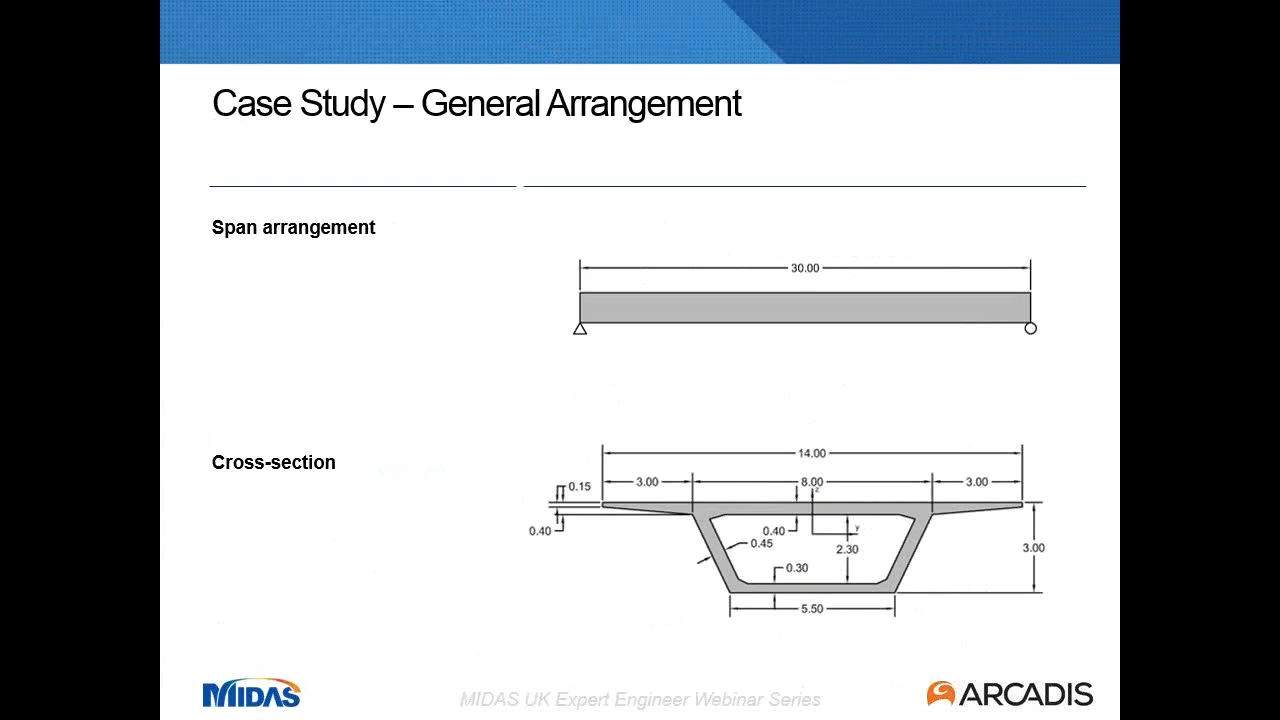 Case Study – General Arrangement
Span arrangement
30.00
Cross-section
14.00
3.00 8.00 3.00
0.15
z
0.40 0.40 y
0.45 2.30 3.00
0.30
5.50
MIDAS MIDAS UK Expert Engineer Webinar Series ARCADIS